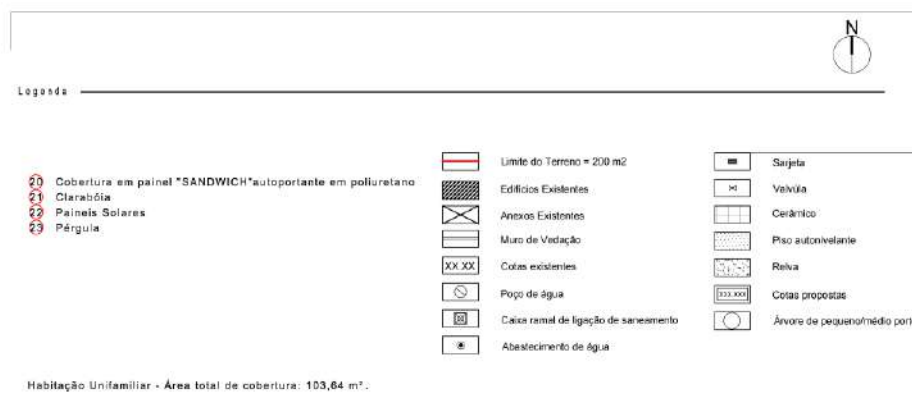 N
Legenda
20 Cobertura em painel "SANDWICH"autoportante em poliuretano
21 Clarabóia
22 Paineis Solares
23 Pérgula
Limite do Terreno = 200 m2
Edifícios Existentes
Anexos Existentes
Muro de Vedação
XX.XX Cotas existentes
Poço de água
Caixa ramal de ligação de saneamento
Abastecimento de água
Sarjeta
Valvúla
Cerâmico
Piso autonivelante
Relva
xxx.xxx Cotas propostas
Árvore de pequeno/médio port
Habitação Unifamiliar - Área total de cobertura: 103,64 m².